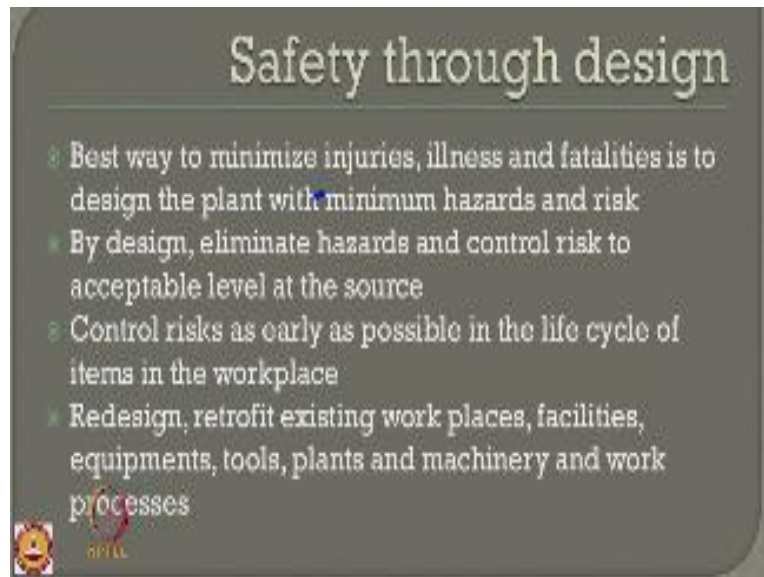 Safety through design
Best way to minimize injuries, illness and fatalities is to
design the plant with minimum hazards and risk
By design, eliminate hazards and control risk to
acceptable level at the source
Control risks as early as possible in the life cycle of
items in the workplace
Redesign, retrofit existing work places, facilities,
equipments, tools, plants and machinery and work
processes
NPTEL